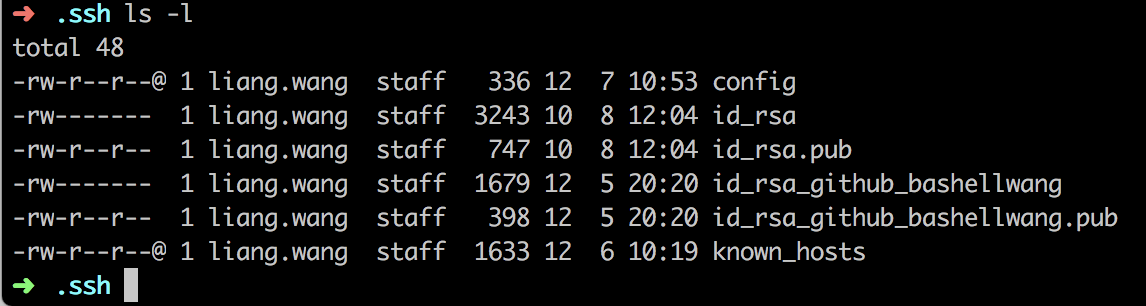 ➜ .ssh ls -l
total 48
-rw-r--r--@ 1 liang.wang  staff   336 12  7 10:53 config
-rw-------  1 liang.wang  staff  3243 10  8 12:04 id_rsa
-rw-r--r--  1 liang.wang  staff   747 10  8 12:04 id_rsa.pub
-rw-------  1 liang.wang  staff  1679 12  5 20:20 id_rsa_github_bashellwang
-rw-r--r--  1 liang.wang  staff   398 12  5 20:20 id_rsa_github_bashellwang.pub
-rw-r--r--@ 1 liang.wang  staff  1633 12  6 10:19 known_hosts
➜ .ssh